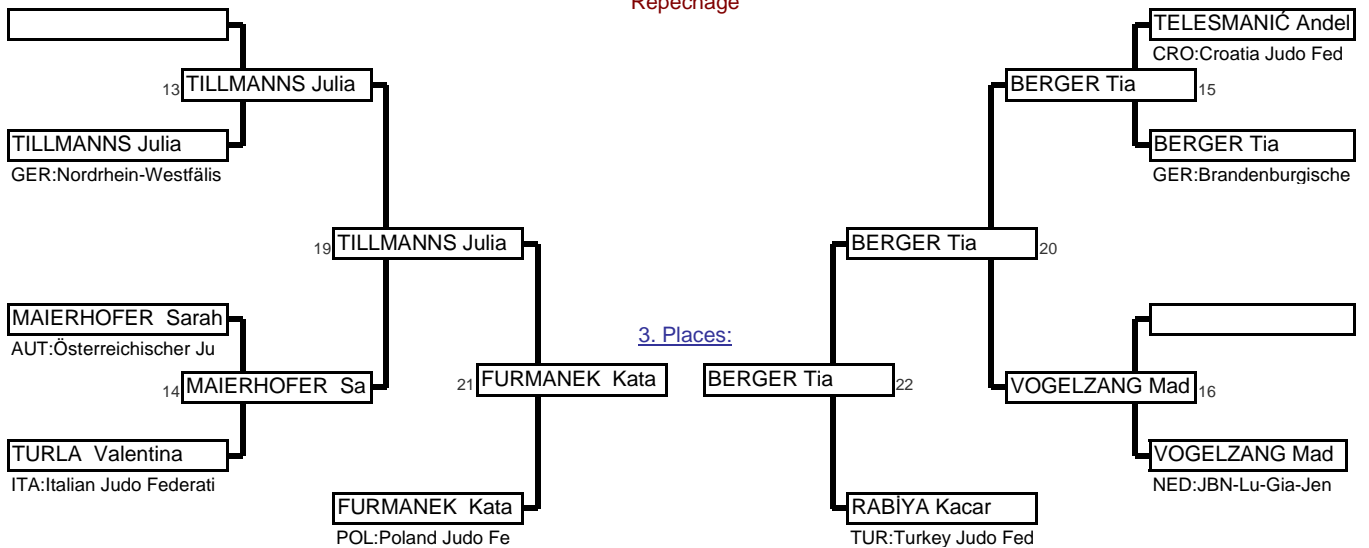 Repechage
TELESMANIĆ Andel
CRO:Croatia Judo Fed
13 TILLMANNS Julia
BERGER Tia 15
TILLMANNS Julia
GER:Nordrhein-Westfälis
BERGER Tia
GER:Brandenburgische
19 TILLMANNS Julia
BERGER Tia 20
MAIERHOFER Sarah
AUT:Österreichischer Ju
3. Places:
14 MAIERHOFER Sa
21 FURMANEK Kata
BERGER Tia 22
VOGELZANG Mad 16
TURLA Valentina
ITA:Italian Judo Federati
VOGELZANG Mad
NED:JBN-Lu-Gia-Jen
FURMANEK Kata
POL:Poland Judo Fe
RABİYA Kacar
TUR:Turkey Judo Fed